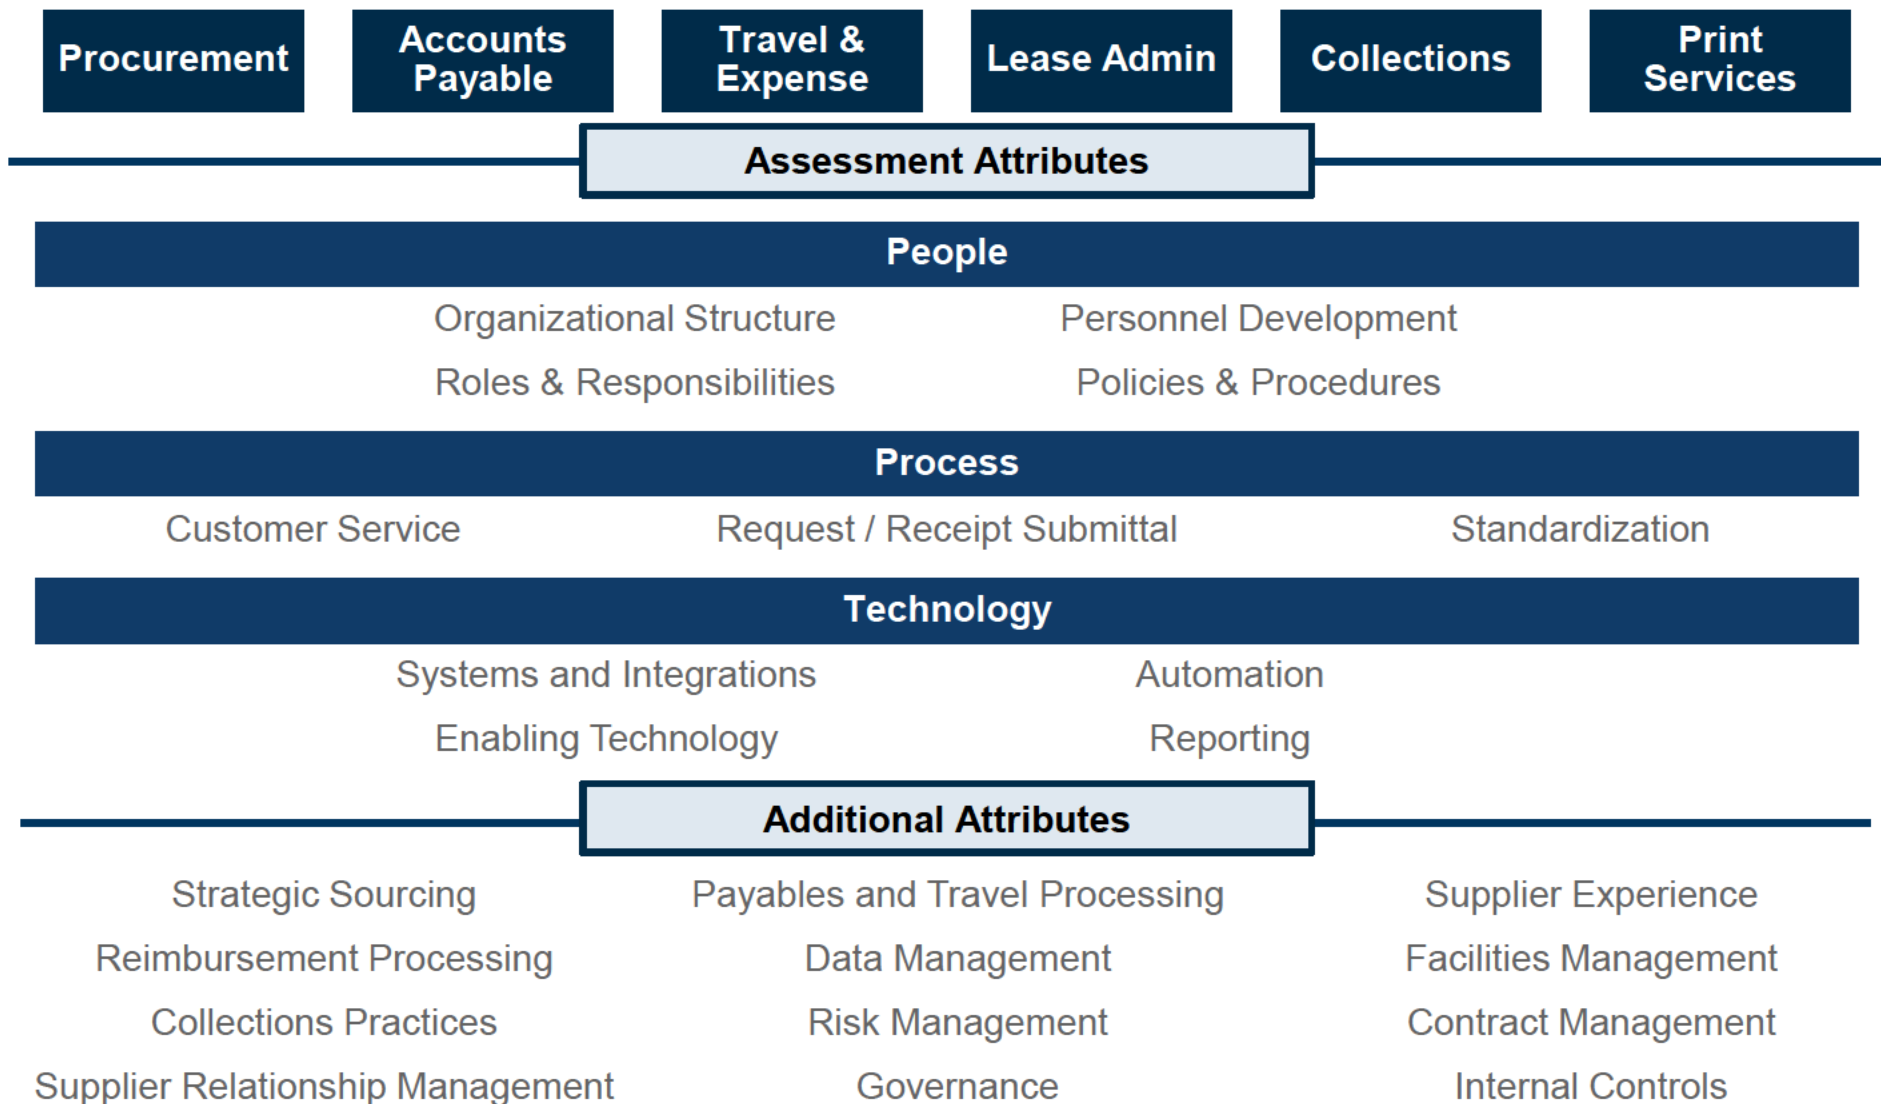 Procurement
Accounts
Payable
Travel &
Expense
Lease Admin
Collections
Print
Services
Assessment Attributes
People
Organizational Structure
Personnel Development
Roles & Responsibilities
Policies & Procedures
Process
Customer Service
Request / Receipt Submittal
Standardization
Technology
Systems and Integrations
Automation
Enabling Technology
Reporting
Additional Attributes
Strategic Sourcing
Payables and Travel Processing
Supplier Experience
Reimbursement Processing
Data Management
Facilities Management
Collections Practices
Risk Management
Contract Management
Supplier Relationship Management
Governance
Internal Controls